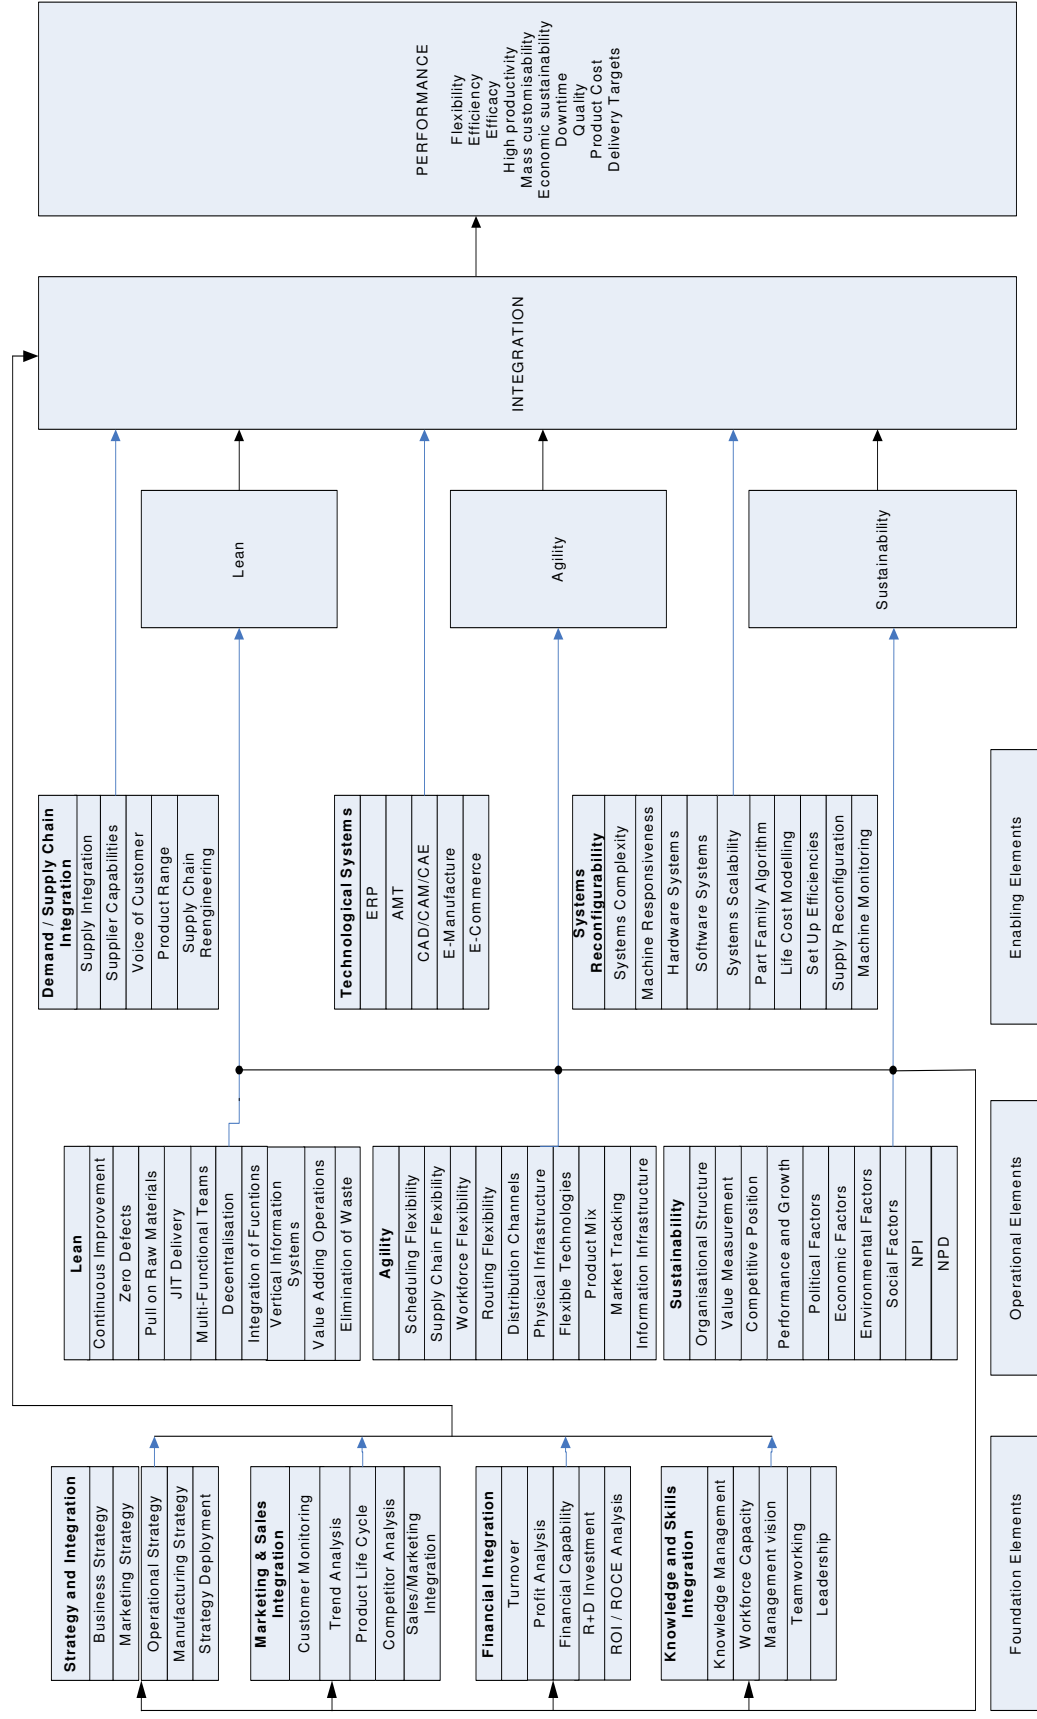 Strategy and Integration
Business Strategy
Marketing Strategy
Operational Strategy
Manufacturing Strategy
Strategy Deployment
Marketing & Sales
Integration
Customer Monitoring
Trend Analysis
Product Life Cycle
Competitor Analysis
Sales/Marketing
Integration
Financial Integration
Turnover
Profit Analysis
Financial Capability
R+D Investment
ROI / ROCE Analysis
Knowledge and Skills
Integration
Knowledge Management
Workforce Capacity
Management vision
Teamworking
Leadership
Foundation Elements
Lean
Continuous Improvement
Zero Defects
Pull on Raw Materials
JIT Delivery
Multi-Functional Teams
Decentralisation
Integration of Fucntions
Vertical Information
Systems
Value Adding Operations
Elimination of Waste
Agility
Scheduling Flexibility
Supply Chain Flexibility
Workforce Flexibility
Routing Flexibility
Distribution Channels
Physical Infrastructure
Flexible Technologies
Product Mix
Market Tracking
Information Infrastructure
Sustainability
Organisational Structure
Value Measurement
Competitive Position
Performance and Growth
Political Factors
Economic Factors
Environmental Factors
Social Factors
NPI
NPD
Operational Elements
Demand / Supply Chain
Integration
Supply Integration
Supplier Capabilities
Voice of Customer
Product Range
Supply Chain
Reengineering
Technological Systems
ERP
AMT
CAD/CAM/CAE
E-Manufacture
E-Commerce
Systems
Reconfigurability
Systems Complexity
Machine Responsiveness
Hardware Systems
Software Systems
Systems Scalability
Part Family Algorithm
Life Cost Modelling
Set Up Efficiencies
Supply Reconfiguration
Machine Monitoring
Enabling Elements
Lean
Agility
Sustainability
INTEGRATION
PERFORMANCE
Flexibility
Efficiency
Efficacy
High productivity
Mass customisability
Economic sustainability
Downtime
Quality
Product Cost
Delivery Targets